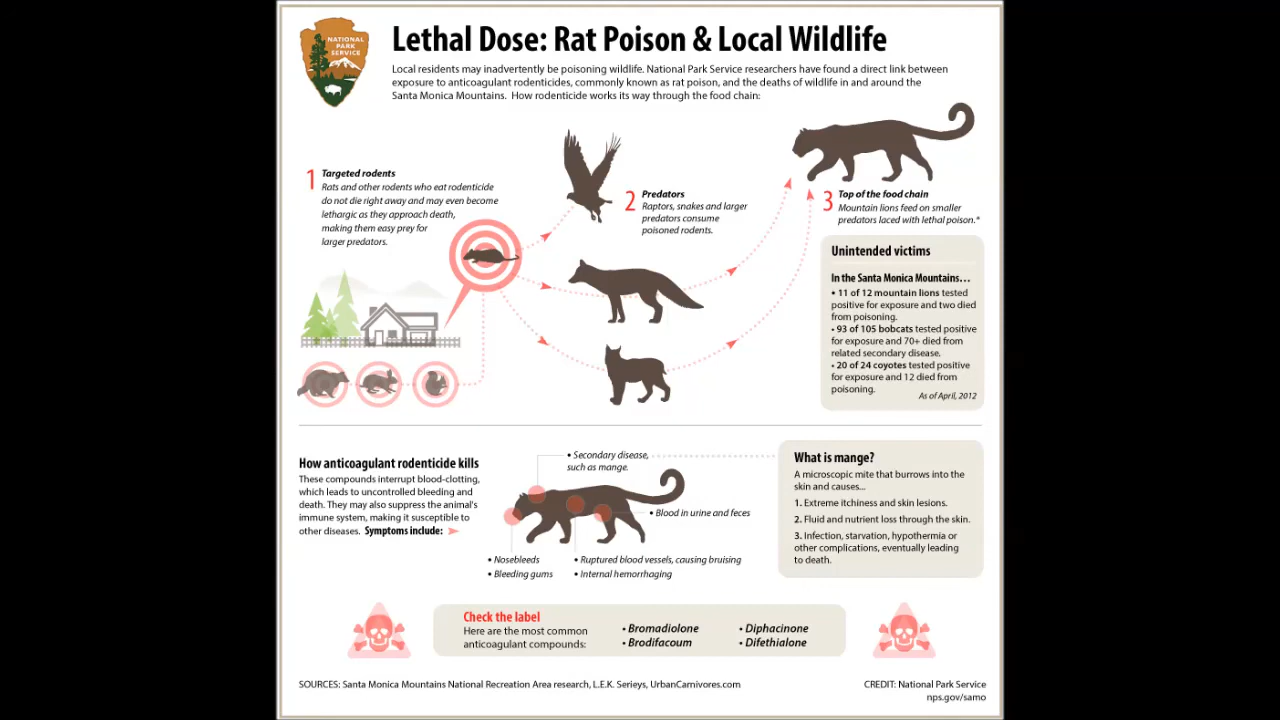 NATIONAL
PARK
SERVICE
Lethal Dose: Rat Poison & Local Wildlife
Local residents may inadvertently be poisoning wildlife. National Park Service researchers have found a direct link between
exposure to anticoagulant rodenticides, commonly known as rat poison, and the deaths of wildlife in and around the
Santa Monica Mountains. How rodenticide works its way through the food chain:
1 Targeted rodents
Rats and other rodents who eat rodenticide
do not die right away and may even become
lethargic as they approach death,
making them easy prey for
larger predators.
2 Predators
Raptors, snakes and larger
predators consume
poisoned rodents.
3 Top of the food chain
Mountain lions feed on smaller
predators laced with lethal poison.*
Unintended victims
In the Santa Monica Mountains...
• 11 of 12 mountain lions tested
positive for exposure and two died
from poisoning.
• 93 of 105 bobcats tested positive
for exposure and 70+ died from
related secondary disease.
• 20 of 24 coyotes tested positive
for exposure and 12 died from
poisoning.
As of April, 2012
How anticoagulant rodenticide kills
These compounds interrupt blood-clotting,
which leads to uncontrolled bleeding and
death. They may also suppress the animal's
immune system, making it susceptible to
other diseases. Symptoms include:
• Secondary disease,
such as mange.
• Blood in urine and feces
• Nosebleeds
• Bleeding gums
• Ruptured blood vessels, causing bruising
• Internal hemorrhaging
What is mange?
A microscopic mite that burrows into the
skin and causes...
1. Extreme itchiness and skin lesions.
2. Fluid and nutrient loss through the skin.
3. Infection, starvation, hypothermia or
other complications, eventually leading
to death.
Check the label
Here are the most common
anticoagulant compounds:
• Bromadiolone
• Brodifacoum
• Diphacinone
• Difethialone
SOURCES: Santa Monica Mountains National Recreation Area research, L.E.K. Serieys, UrbanCarnivores.com
CREDIT: National Park Service
nps.gov/samo